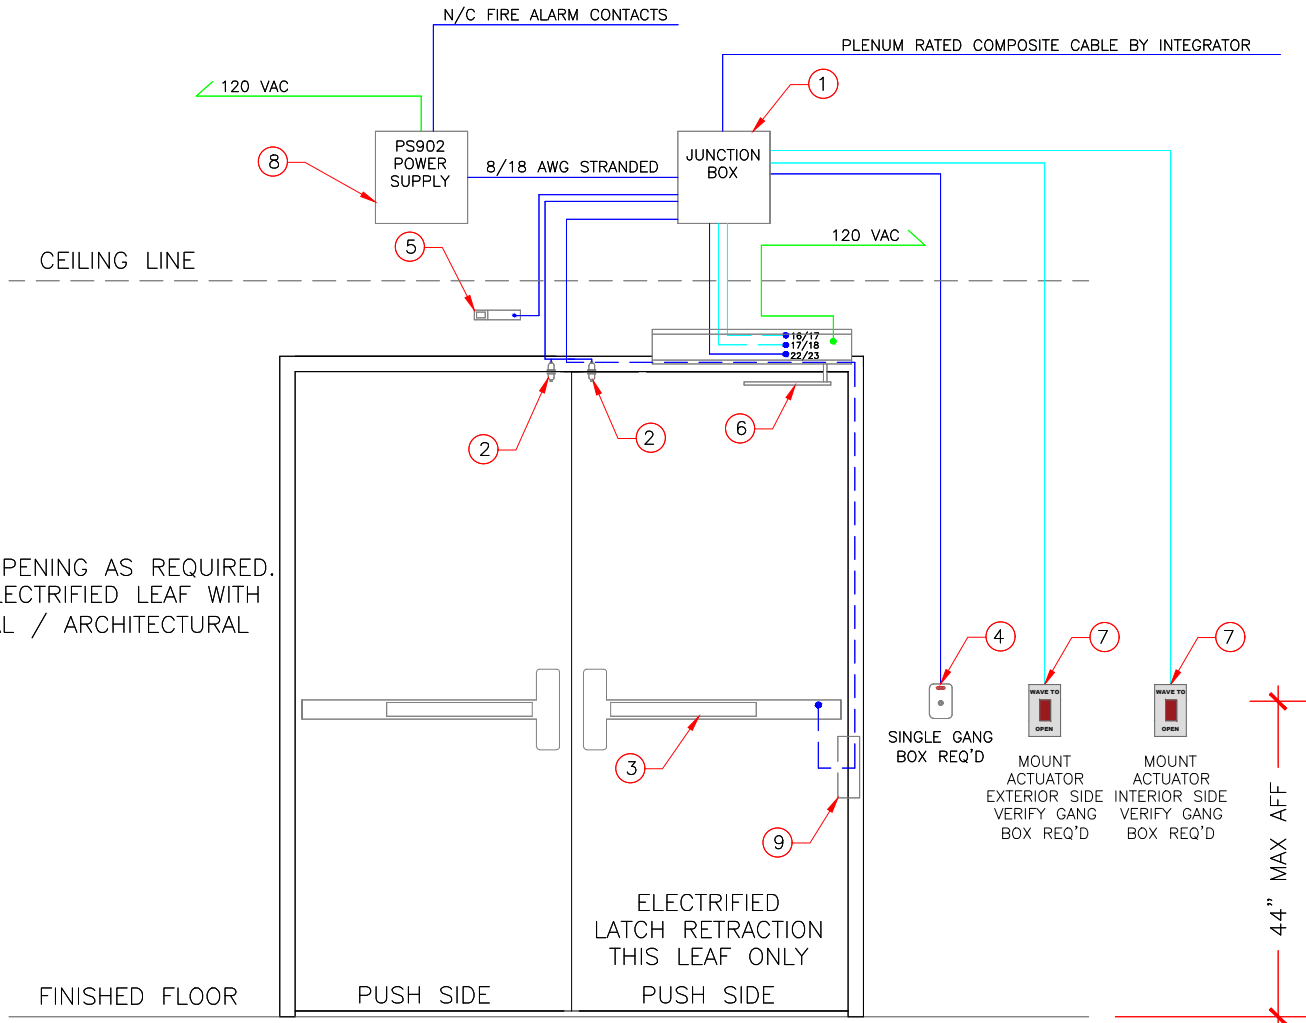 N/C FIRE ALARM CONTACTS
PLENUM RATED COMPOSITE CABLE BY INTEGRATOR
120 VAC
1
PS902
POWER
SUPPLY
JUNCTION
BOX
8
8/18 AWG STRANDED
5
120 VAC
CEILING LINE
16/17
17/18
22/23
2
2
6
PENING AS REQUIRED.
LECTRIFIED LEAF WITH
AL / ARCHITECTURAL
4
7
7
WAVE TO
OPEN
WAVE TO
OPEN
3
SINGLE GANG
BOX REQ'D
MOUNT
ACTUATOR
EXTERIOR SIDE
VERIFY GANG
BOX REQ'D
MOUNT
ACTUATOR
INTERIOR SIDE
VERIFY GANG
BOX REQ'D
9
44" MAX AFF
ELECTRIFIED
LATCH RETRACTION
THIS LEAF ONLY
FINISHED FLOOR
PUSH SIDE
PUSH SIDE